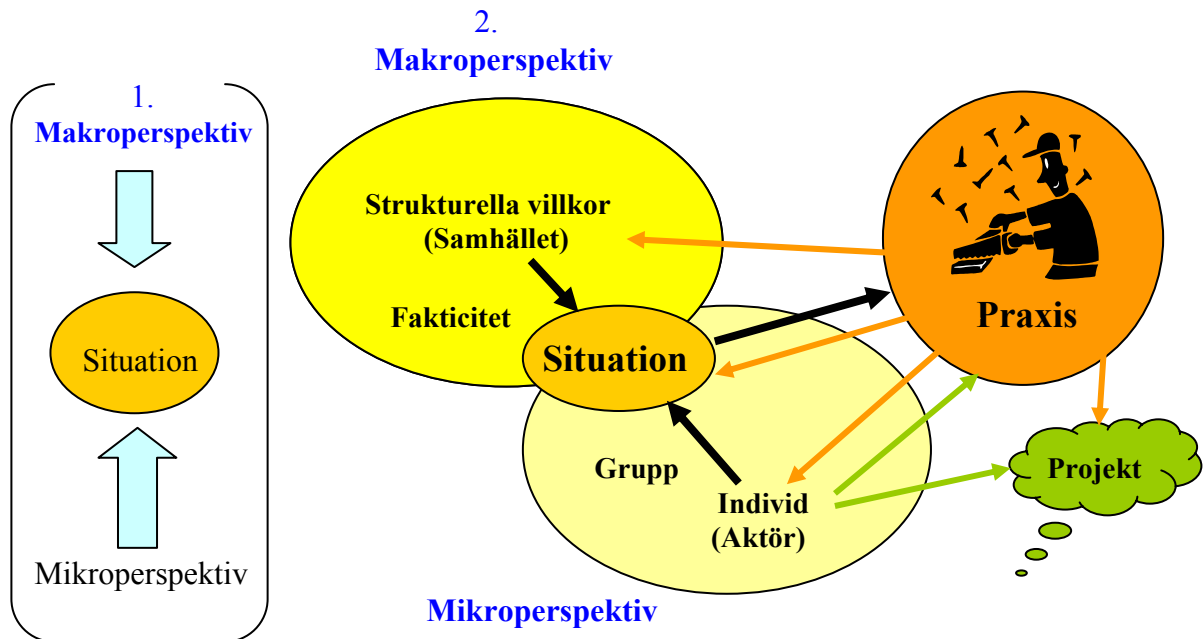 1.
Makroperspektiv
Situation
Mikroperspektiv
2.
Makroperspektiv
Strukturella villkor
(Samhället)
Fakticitet
Situation
Grupp
Individ
(Aktör)
Mikroperspektiv
Praxis
Projekt